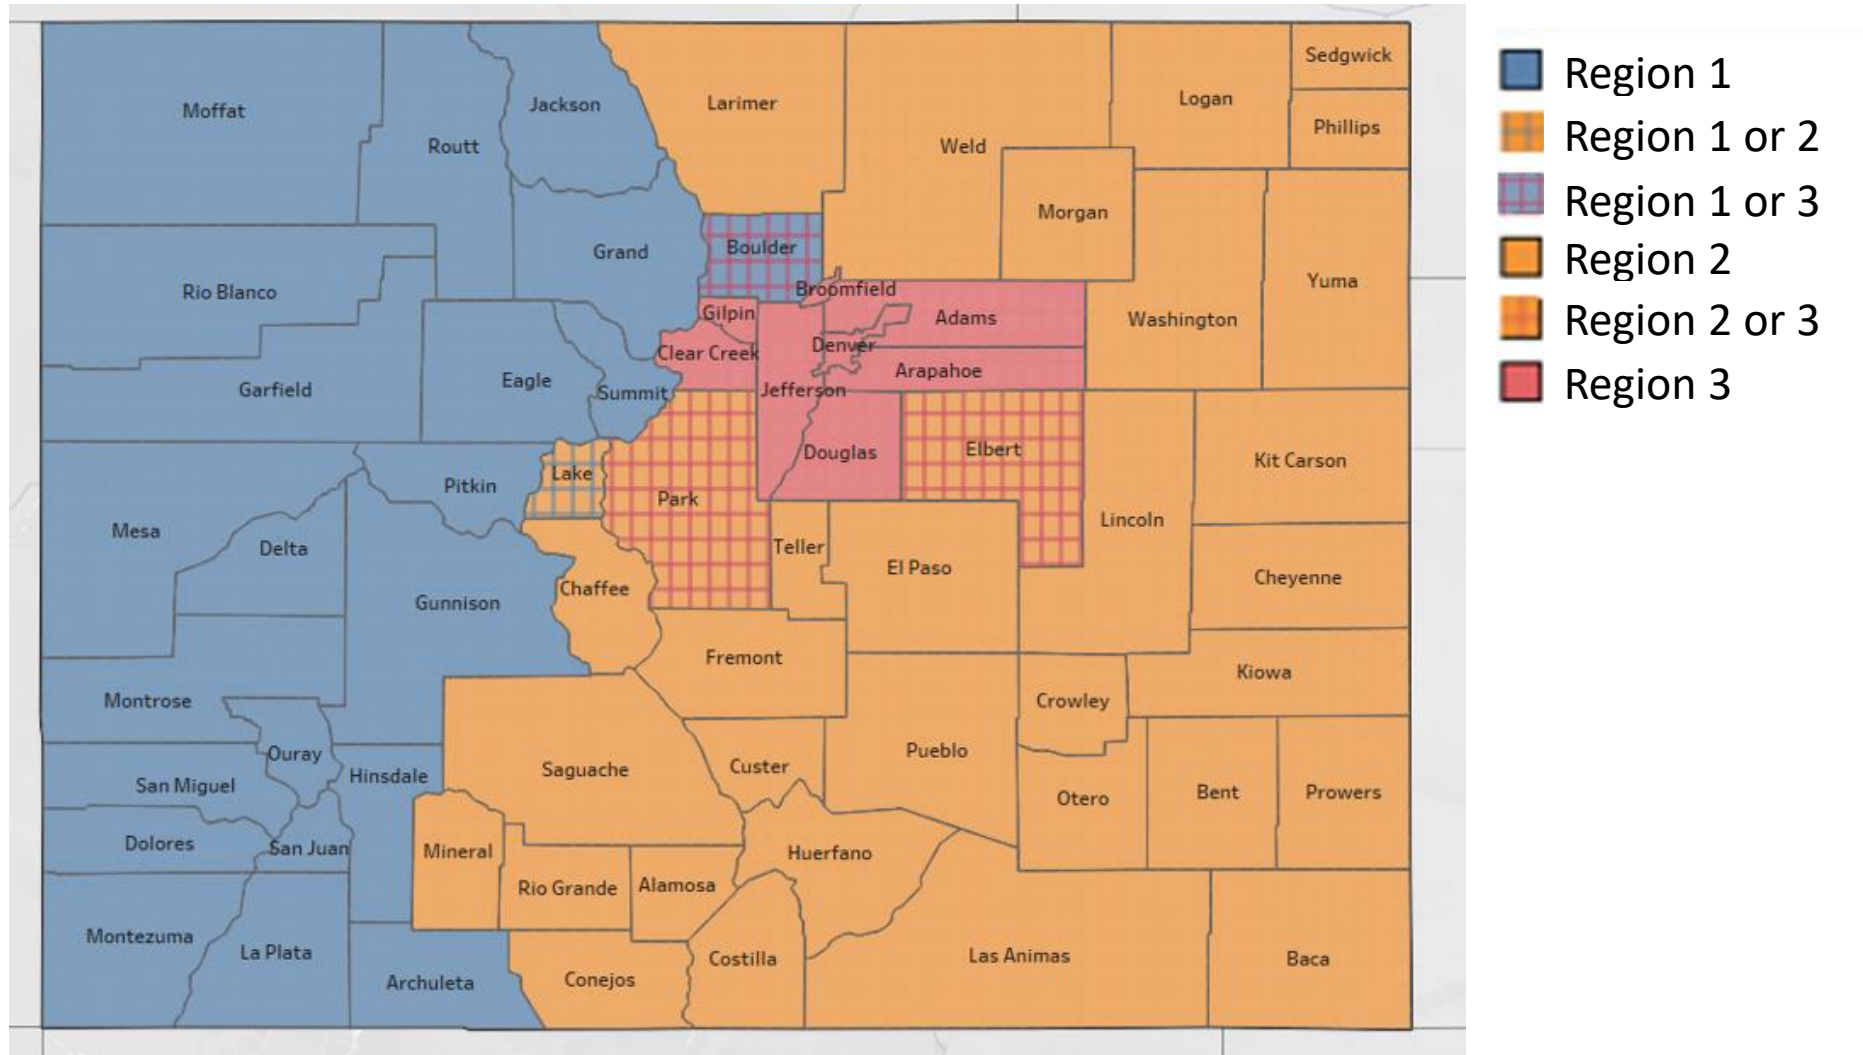 Moffat
Routt
Jackson
Larimer
Weld
Logan
Sedgwick
Phillips
Morgan
Rio Blanco
Grand
Boulder
Broomfield
Yuma
Washington
Gilpin
Adams
Clear Creek
Denver
Arapahoe
Garfield
Eagle
Summit
Jefferson
Douglas
Elbert
Kit Carson
Lake
Pitkin
Park
Lincoln
Mesa
Delta
Teller
El Paso
Cheyenne
Gunnison
Chaffee
Fremont
Kiowa
Montrose
Crowley
Ouray
Pueblo
San Miguel
Hinsdale
Saguache
Custer
Otero
Bent
Prowers
Dolores
San Juan
Mineral
Huerfano
Rio Grande
Alamosa
Montezuma
La Plata
Archuleta
Conejos
Costilla
Las Animas
Baca
Region 1
Region 1 or 2
Region 1 or 3
Region 2
Region 2 or 3
Region 3